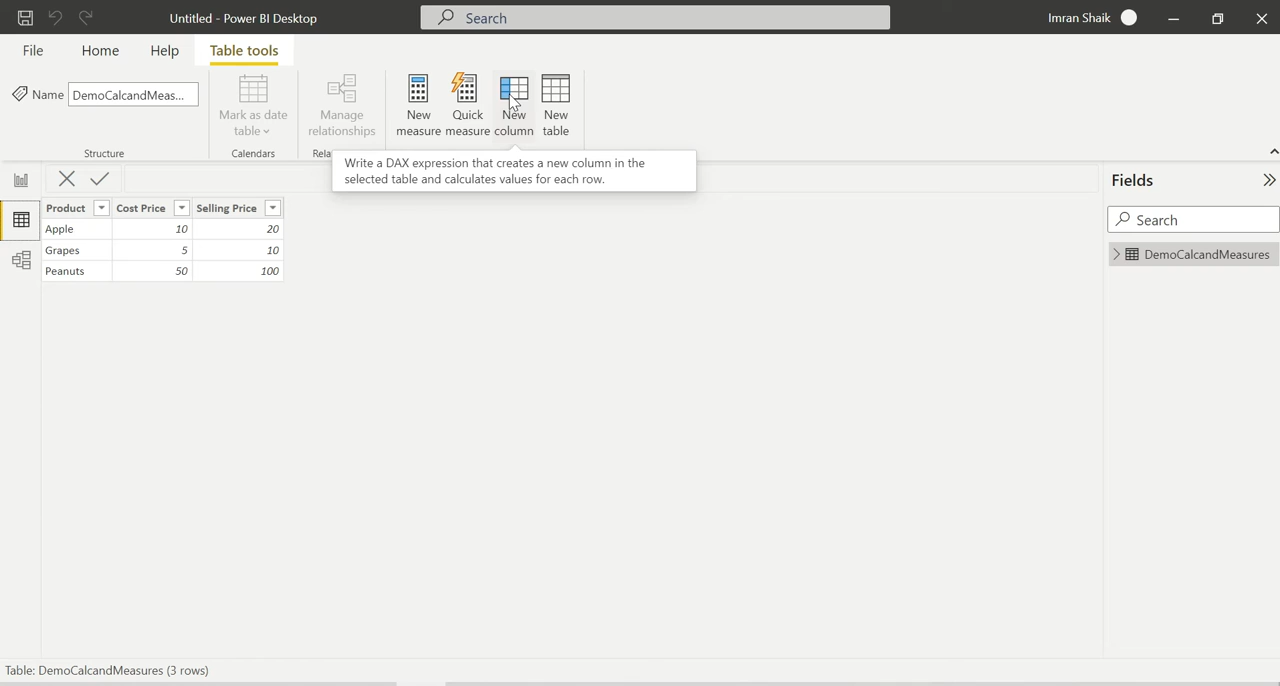 Untitled - Power BI Desktop
Search
Imran Shaik
File
Home
Help
Table tools
Name
DemoCalcandMeas...
Mark as date
table
Manage
relationships
New
measure
Quick
measure
New
column
New
table
Structure
Calendars
Rela
Write a DAX expression that creates a new column in the
selected table and calculates values for each row.
Fields
Search
DemoCalcandMeasures
Product Cost Price Selling Price
Apple 10 20
Grapes 5 10
Peanuts 50 100
Table: DemoCalcandMeasures (3 rows)